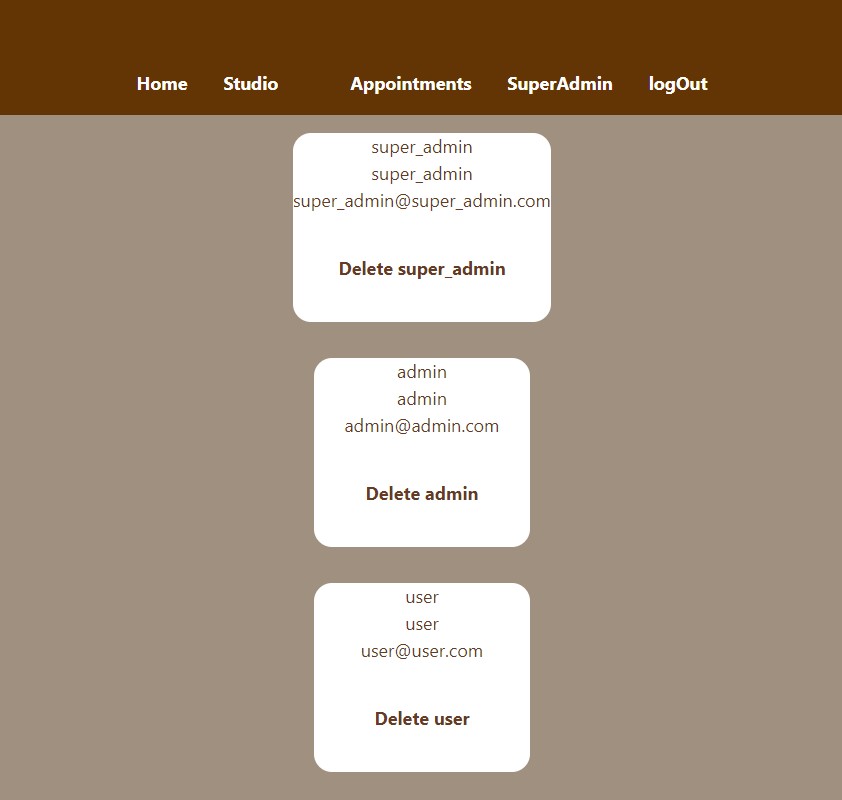 Home Studio Appointments SuperAdmin logOut
super_admin
super_admin
super_admin@super_admin.com
Delete super_admin
admin
admin
admin@admin.com
Delete admin
user
user
user@user.com
Delete user